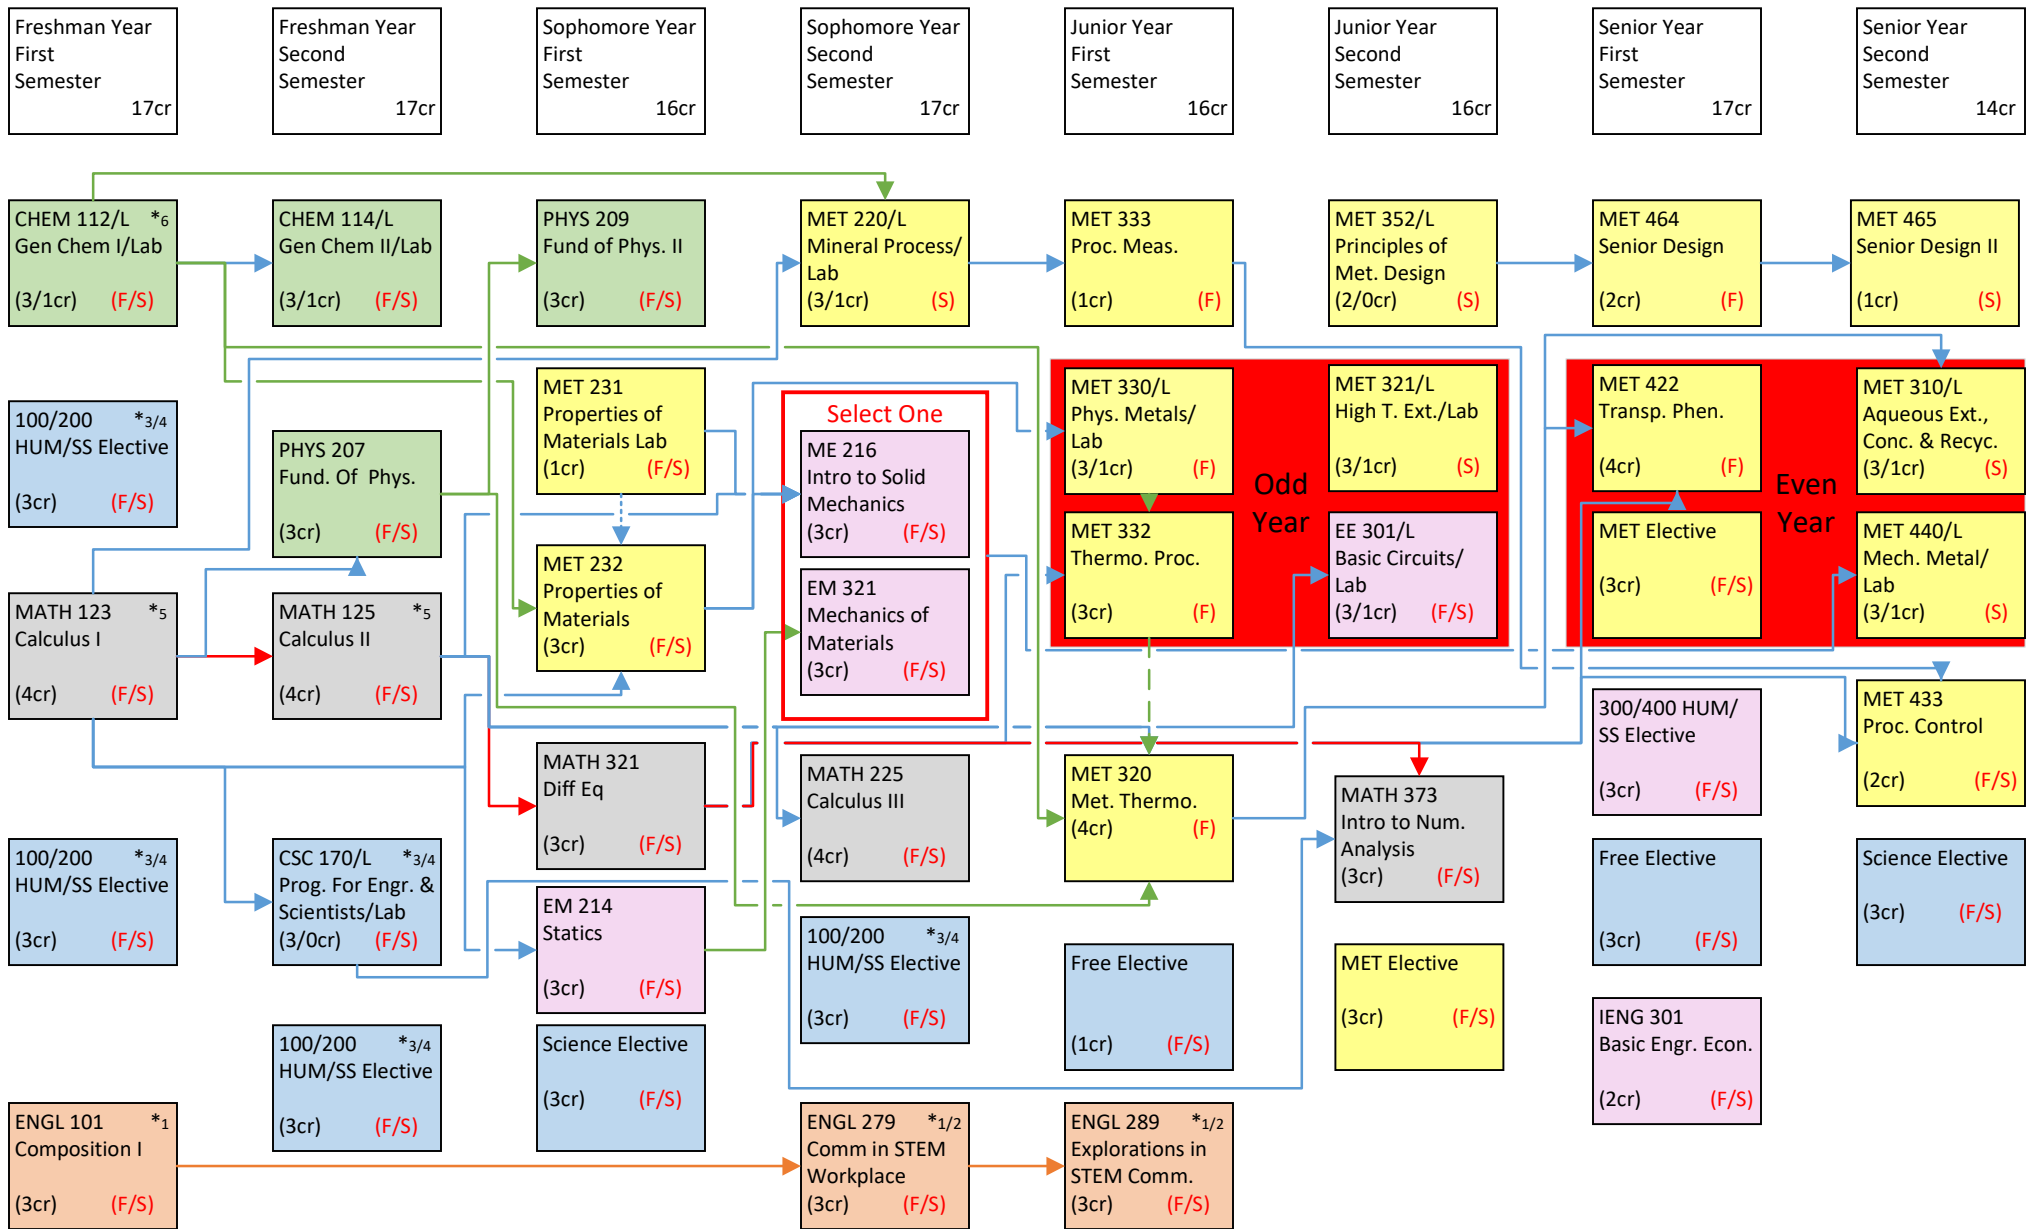 Freshman Year
First
Semester
17cr
Freshman Year
Second
Semester
17cr
Sophomore Year
First
Semester
16cr
Sophomore Year
Second
Semester
17cr
Junior Year
First
Semester
16cr
Junior Year
Second
Semester
16cr
Senior Year
First
Semester
17cr
Senior Year
Second
Semester
14cr
CHEM 112/L *6
Gen Chem I/Lab
(3/1cr) (F/S)
CHEM 114/L
Gen Chem II/Lab
(3/1cr) (F/S)
PHYS 209
Fund of Phys. II
(3cr) (F/S)
MET 220/L
Mineral Process/
Lab
(3/1cr) (S)
MET 333
Proc. Meas.
(1cr) (F)
MET 352/L
Principles of
Met. Design
(2/0cr) (S)
MET 464
Senior Design
(2cr) (F)
MET 465
Senior Design II
(1cr) (S)
100/200 *3/4
HUM/SS Elective
(3cr) (F/S)
PHYS 207
Fund. Of Phys.
(3cr) (F/S)
MET 231
Properties of
Materials Lab
(1cr) (F/S)
Select One
ME 216
Intro to Solid
Mechanics
(3cr) (F/S)
MET 330/L
Phys. Metals/
Lab
(3/1cr) (F)
MET 321/L
High T. Ext./Lab
(3/1cr) (S)
Odd
Year
MET 422
Transp. Phen.
(4cr) (F)
MET 310/L
Aqueous Ext.,
Conc. & Recyc.
(3/1cr) (S)
Even
Year
MATH 123 *5
Calculus I
(4cr) (F/S)
MATH 125 *5
Calculus II
(4cr) (F/S)
MET 232
Properties of
Materials
(3cr) (F/S)
EM 321
Mechanics of
Materials
(3cr) (F/S)
MET 332
Thermo. Proc.
(3cr) (F)
EE 301/L
Basic Circuits/
Lab
(3/1cr) (F/S)
MET Elective
(3cr) (F/S)
MET 440/L
Mech. Metal/
Lab
(3/1cr) (S)
MATH 321
Diff Eq
(3cr) (F/S)
MATH 225
Calculus III
(4cr) (F/S)
MET 320
Met. Thermo.
(4cr) (F)
MATH 373
Intro to Num.
Analysis
(3cr) (F/S)
300/400 HUM/
SS Elective
(3cr) (F/S)
MET 433
Proc. Control
(2cr) (F/S)
100/200 *3/4
HUM/SS Elective
(3cr) (F/S)
CSC 170/L *3/4
Prog. For Engr. &
Scientists/Lab
(3/0cr) (F/S)
EM 214
Statics
(3cr) (F/S)
100/200 *3/4
HUM/SS Elective
(3cr) (F/S)
Free Elective
(1cr) (F/S)
MET Elective
(3cr) (F/S)
Free Elective
(3cr) (F/S)
Science Elective
(3cr) (F/S)
100/200 *3/4
HUM/SS Elective
(3cr) (F/S)
Science Elective
(3cr) (F/S)
IENG 301
Basic Engr. Econ.
(2cr) (F/S)
ENGL 101 *1
Composition I
(3cr) (F/S)
ENGL 279 *1/2
Comm in STEM
Workplace
(3cr) (F/S)
ENGL 289 *1/2
Explorations in
STEM Comm.
(3cr) (F/S)